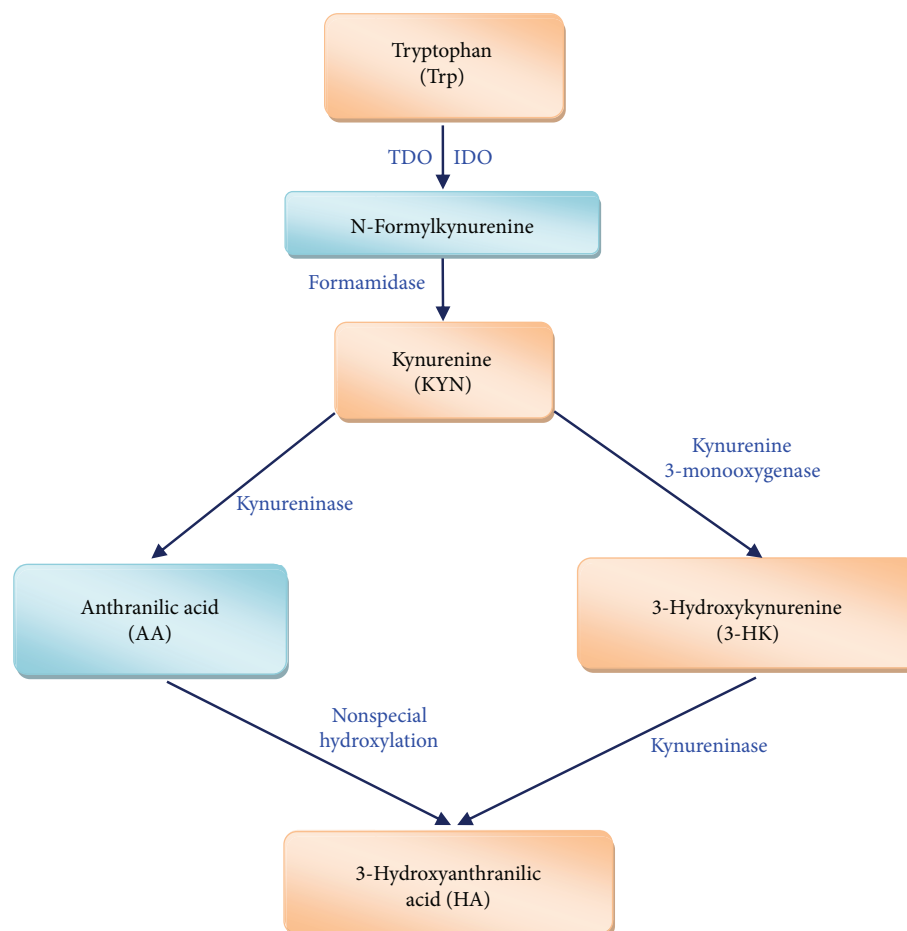 Tryptophan
(Trp)
TDO IDO
N-Formylkynurenine
Formamidase
Kynurenine
(KYN)
Kynurenine
3-monooxygenase
Kynureninase
Anthranilic acid
(AA)
3-Hydroxykynurenine
(3-HK)
Nonspecial
hydroxylation
Kynureninase
3-Hydroxyanthranilic
acid (HA)